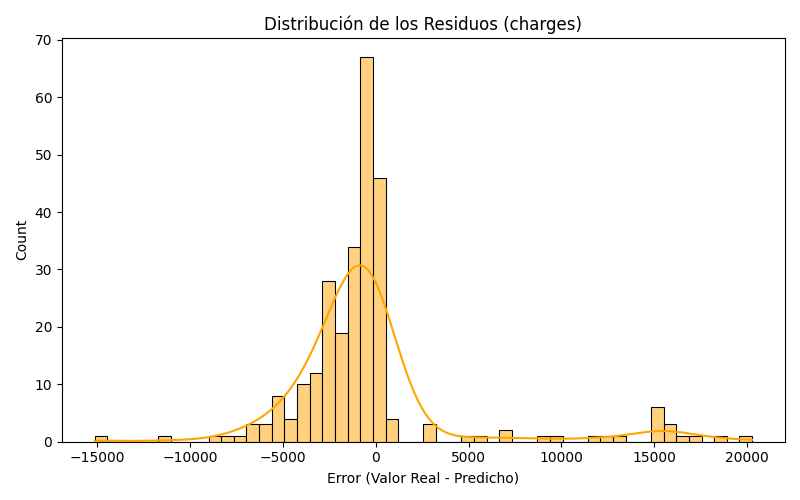 Distribución de los Residuos (charges)
70
60
50
40
30
20
10
0
Count
−15000 −10000 −5000 0 5000 10000 15000 20000
Error (Valor Real - Predicho)